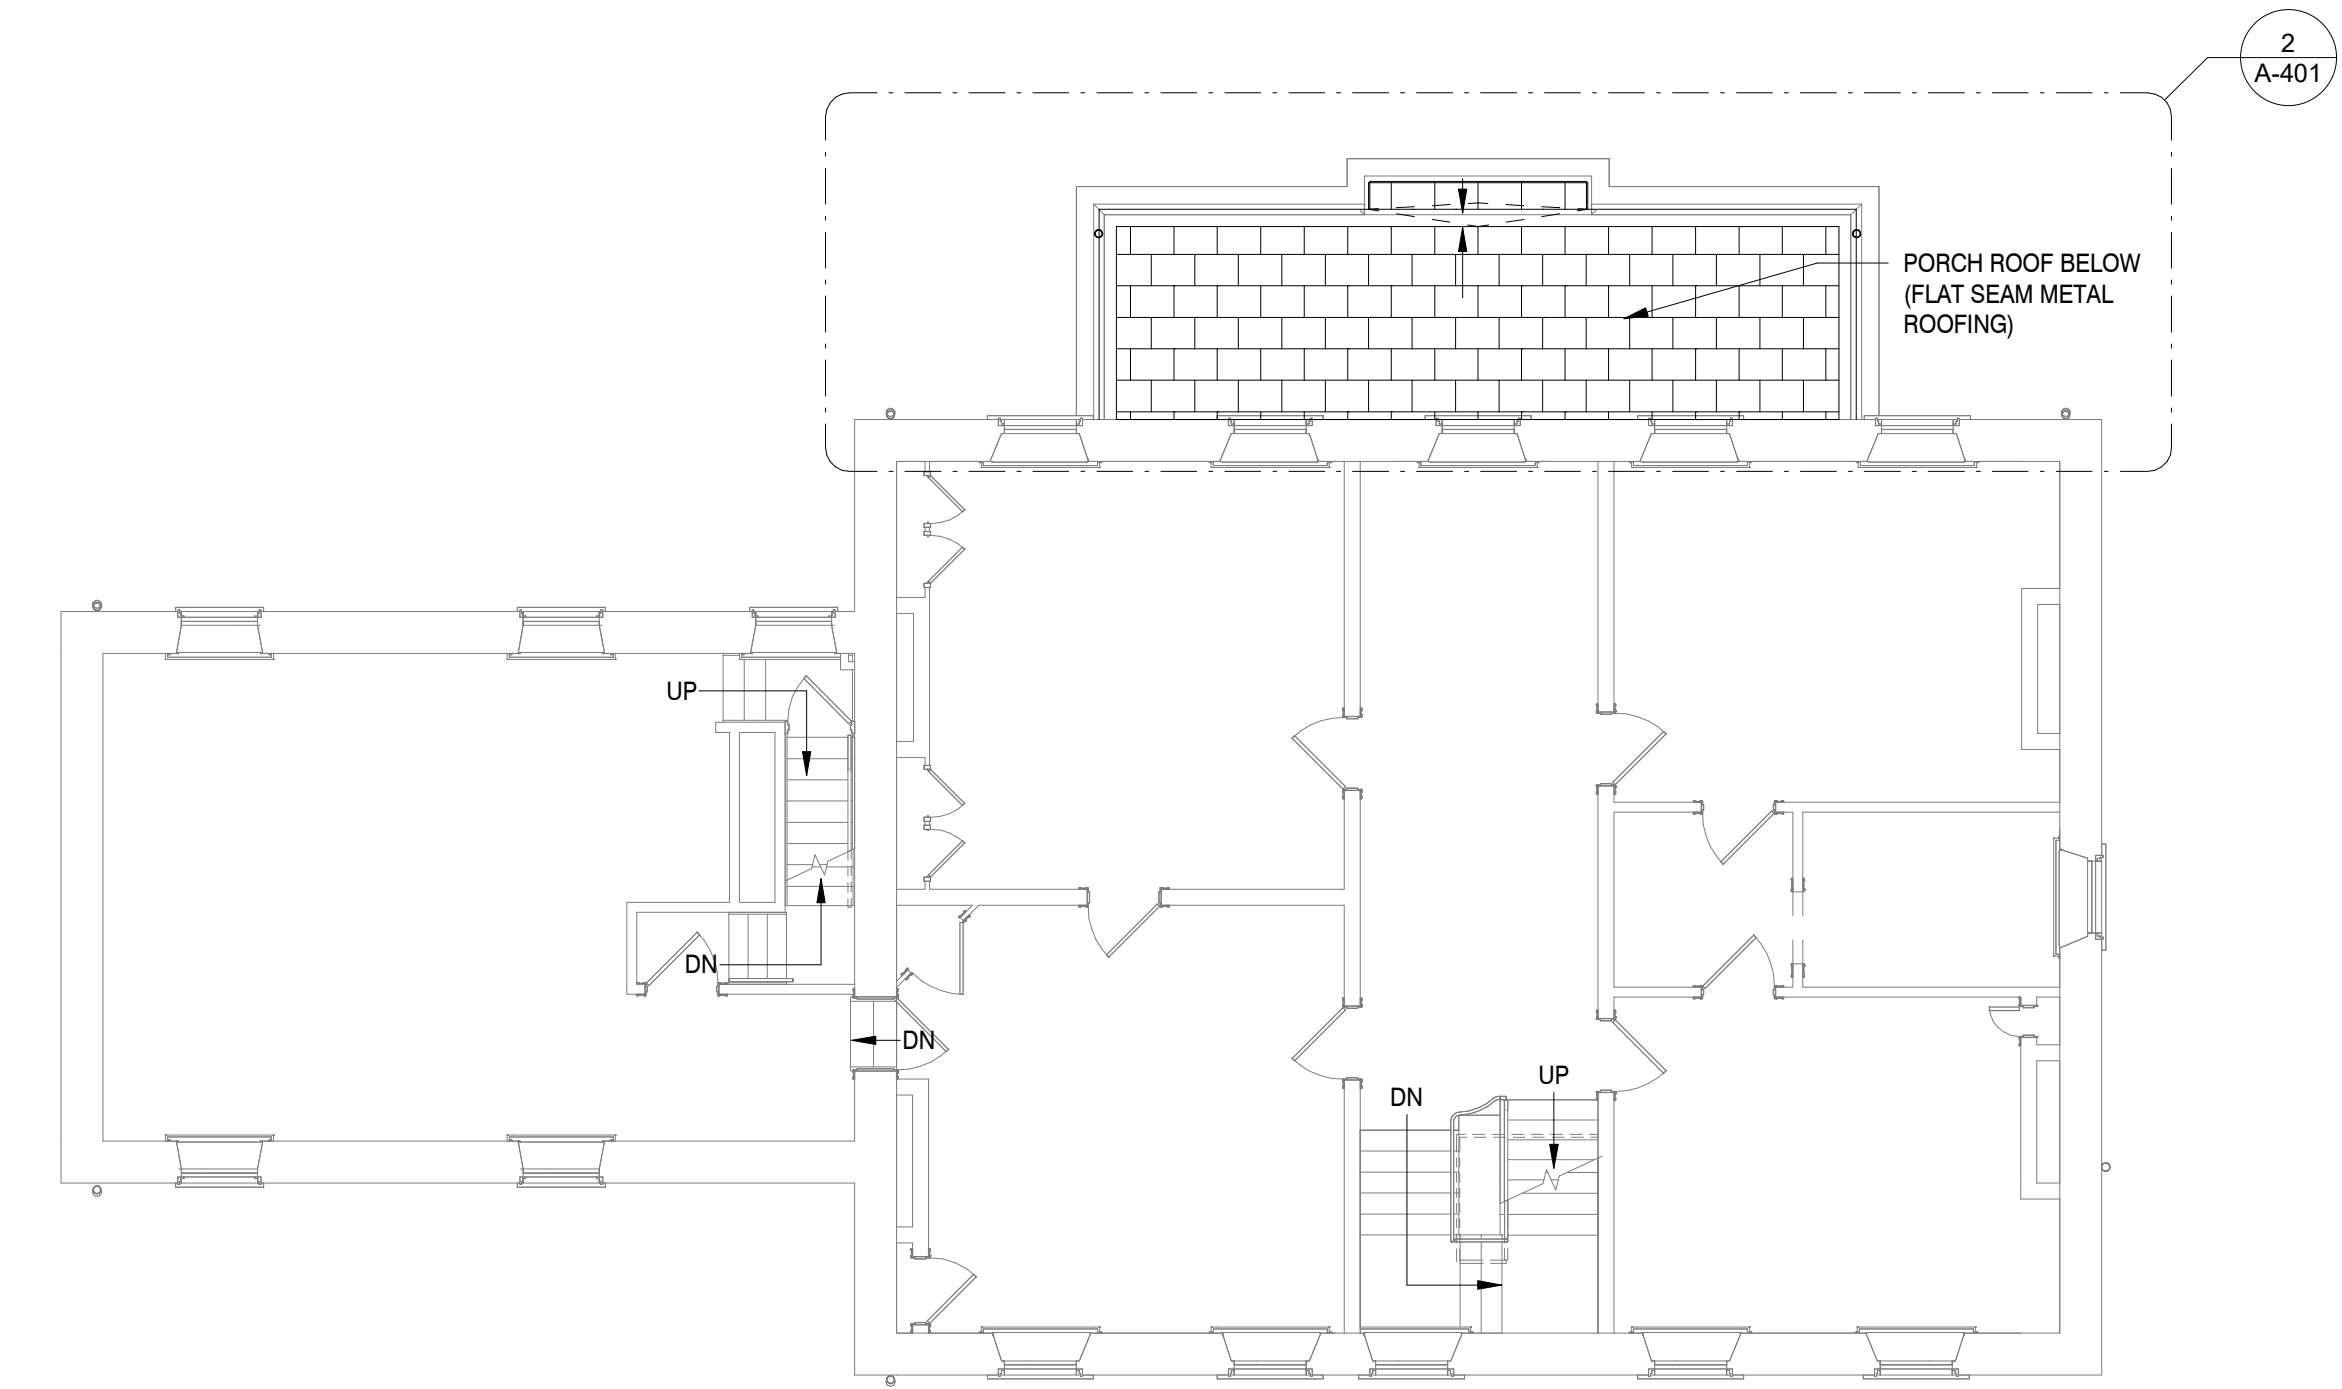 2
A-401
PORCH ROOF BELOW
(FLAT SEAM METAL
ROOFING)
UP
DN
DN
UP
DN